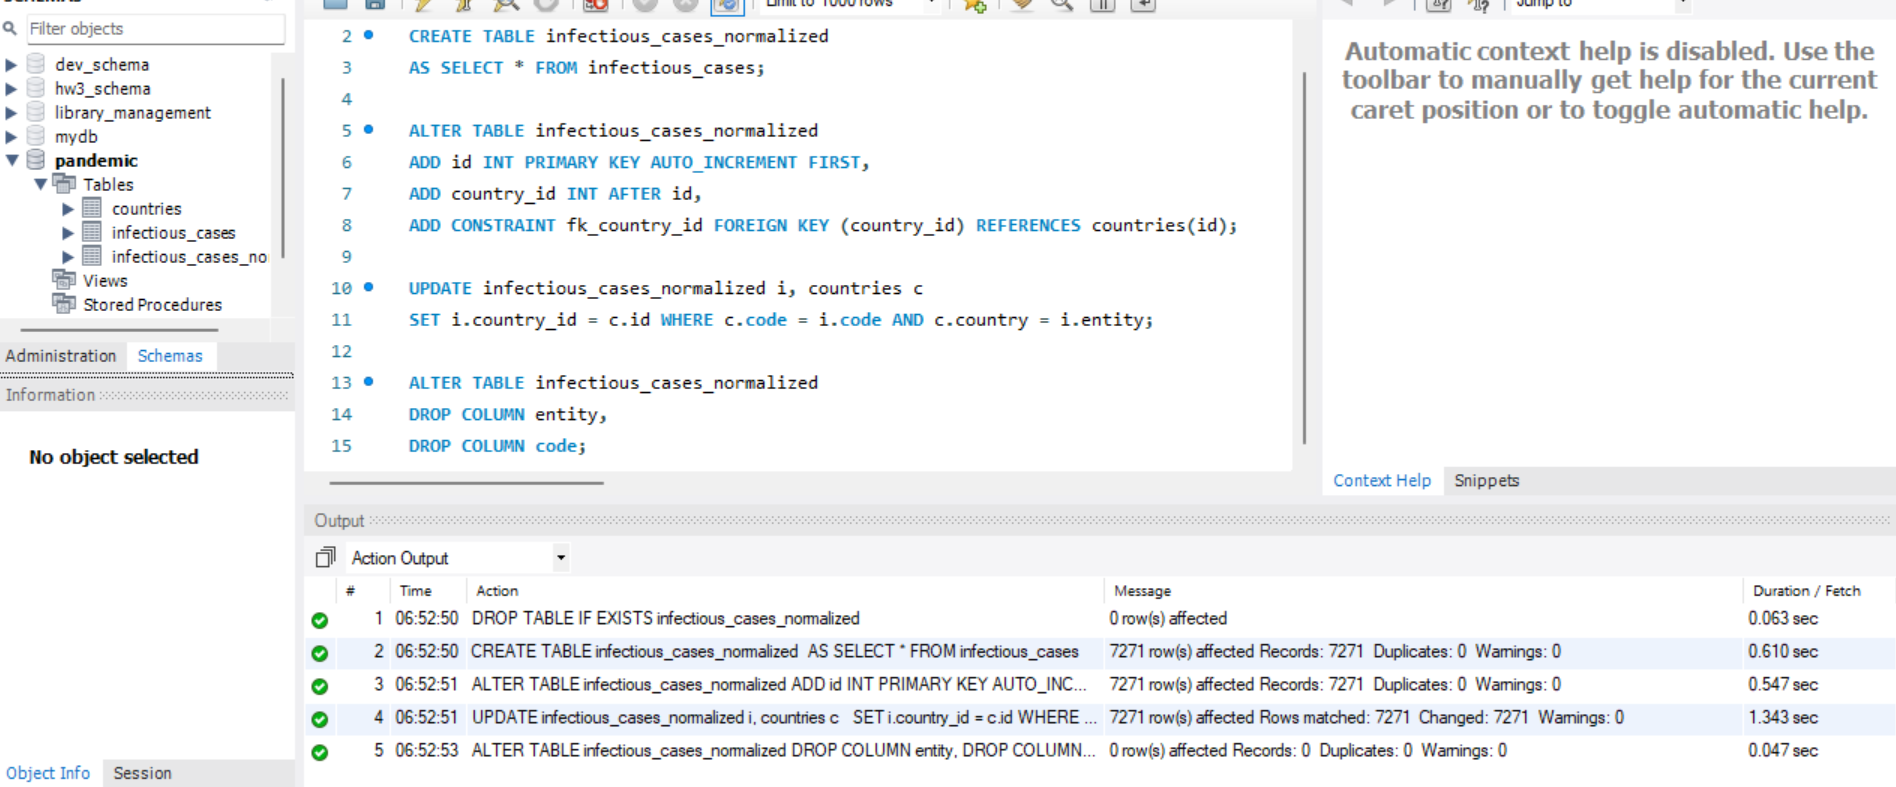 SCHEMAS
Limit to 1000 rows
Jump to
Filter objects
dev_schema
hw3_schema
library_management
mydb
pandemic
Tables
countries
infectious_cases
infectious_cases_no
Views
Stored Procedures
Administration Schemas
Information
No object selected
Object Info Session
2 CREATE TABLE infectious_cases_normalized
3 AS SELECT * FROM infectious_cases;
4
5 ALTER TABLE infectious_cases_normalized
6 ADD id INT PRIMARY KEY AUTO_INCREMENT FIRST,
7 ADD country_id INT AFTER id,
8 ADD CONSTRAINT fk_country_id FOREIGN KEY (country_id) REFERENCES countries(id);
9
10 UPDATE infectious_cases_normalized i, countries c
11 SET i.country_id = c.id WHERE c.code = i.code AND c.country = i.entity;
12
13 ALTER TABLE infectious_cases_normalized
14 DROP COLUMN entity,
15 DROP COLUMN code;
Automatic context help is disabled. Use the
toolbar to manually get help for the current
caret position or to toggle automatic help.
Context Help Snippets
Output
Action Output
# Time Action Message Duration / Fetch
1 06:52:50 DROP TABLE IF EXISTS infectious_cases_normalized 0 row(s) affected 0.063 sec
2 06:52:50 CREATE TABLE infectious_cases_normalized AS SELECT * FROM infectious_cases 7271 row(s) affected Records: 7271 Duplicates: 0 Warnings: 0 0.610 sec
3 06:52:51 ALTER TABLE infectious_cases_normalized ADD id INT PRIMARY KEY AUTO_INC... 7271 row(s) affected Records: 7271 Duplicates: 0 Warnings: 0 0.547 sec
4 06:52:51 UPDATE infectious_cases_normalized i, countries c SET i.country_id = c.id WHERE ... 7271 row(s) affected Rows matched: 7271 Changed: 7271 Warnings: 0 1.343 sec
5 06:52:53 ALTER TABLE infectious_cases_normalized DROP COLUMN entity, DROP COLUMN... 0 row(s) affected Records: 0 Duplicates: 0 Warnings: 0 0.047 sec